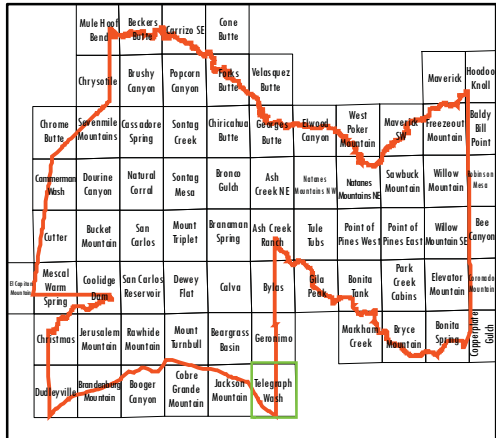 Mule Hoof
Bend
Beckers
Butte
Carrizo SE
Cone
Butte
Chrysotile
Brushy
Canyon
Popcorn
Canyon
Forks
Butte
Velasquez
Butte
Maverick
Hoodoo
Knoll
Chrome
Butte
Sevenmile
Mountains
Cassadore
Spring
Sontag
Creek
Chiricahua
Butte
Georges
Butte
Elwood
Canyon
West
Poker
Mountain
Maverick
SW
Freezeout
Mountain
Baldy
Bill
Point
Cammerman
Wash
Dourine
Canyon
Natural
Corral
Sontag
Mesa
Bronco
Gulch
Ash
Creek NE
Natanes
Mountains NW
Natanes
Mountains NE
Sawbuck
Mountain
Willow
Mountain
Robinson
Mesa
Cutter
Bucket
Mountain
San
Carlos
Mount
Triplet
Branaman
Spring
Ash Creek
Ranch
Tule
Tubs
Point of
Pines West
Point of
Pines East
Willow
Mountain SE
Bee
Canyon
El Capitan
Mountain
Mescal
Warm
Spring
Coolidge
Dam
San Carlos
Reservoir
Dewey
Flat
Calva
Bylas
Gila
Peak
Bonita
Tank
Park
Creek
Cabins
Elevator
Mountain
Coronado
Mountain
Christmas
Jerusalem
Mountain
Rawhide
Mountain
Mount
Turnbull
Beargrass
Basin
Geronimo
Markham
Creek
Bryce
Mountain
Bonita
Spring
Copperplate
Gulch
Dudleyville
Brandenburg
Mountain
Booger
Canyon
Cobre
Grande
Mountain
Jackson
Mountain
Telegraph
Wash